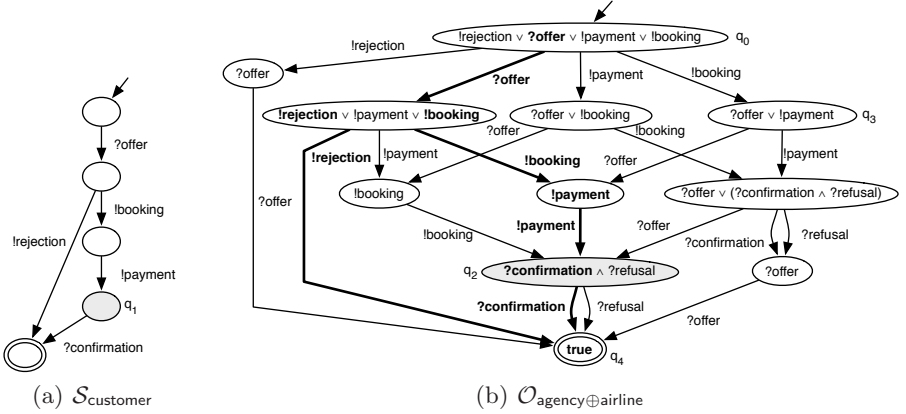 ?offer
!booking
!rejection
!payment
q1
?confirmation
(a) Scustomer
!rejection ∨ ?offer ∨ !payment ∨ !booking
q0
!rejection
?offer
?offer
!payment
!booking
!rejection ∨ !payment ∨ !booking
?offer ∨ !booking
?offer ∨ !payment
q3
!rejection
!payment
?offer
!booking
!booking
?offer
!payment
!booking
!payment
?offer ∨ (?confirmation ∧ ?refusal)
?offer
!booking
!payment
?offer
?confirmation
?refusal
q2
?confirmation ∧ ?refusal
?offer
?confirmation
?refusal
?offer
true
q4
(b) Oagency⊕airline